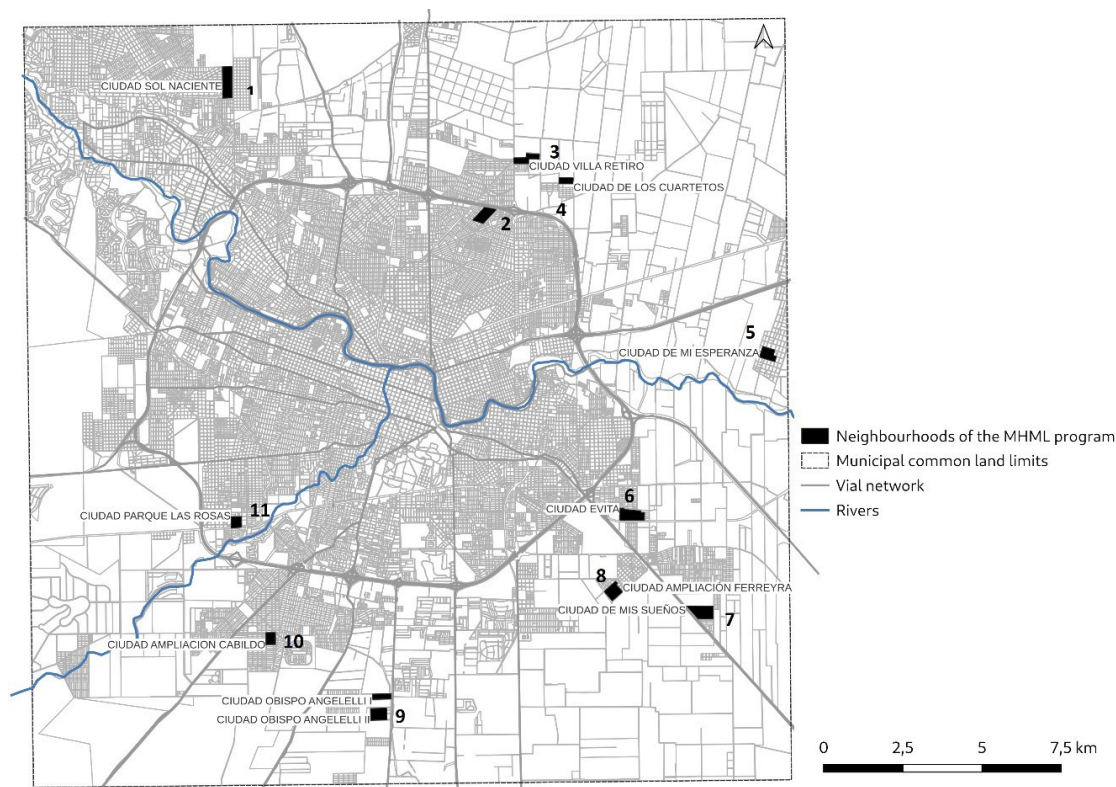 CIUDAD SOL NACIENTE
1
3
CIUDAD VILLA RETIRO
CIUDAD DE LOS CUARTETOS
4
2
5
CIUDAD DE MI ESPERANZA
Neighbourhoods of the MHML program
Municipal common land limits
Vial network
Rivers
6
CIUDAD EVITA
11
CIUDAD PARQUE LAS ROSAS
8
CIUDAD AMPLIACIÓN FERREYRA
CIUDAD DE MIS SUEÑOS
7
CIUDAD AMPLIACION CABILDO
10
CIUDAD OBISPO ANGELELLI I
CIUDAD OBISPO ANGELELLI II
9
0 2,5 5 7,5 km